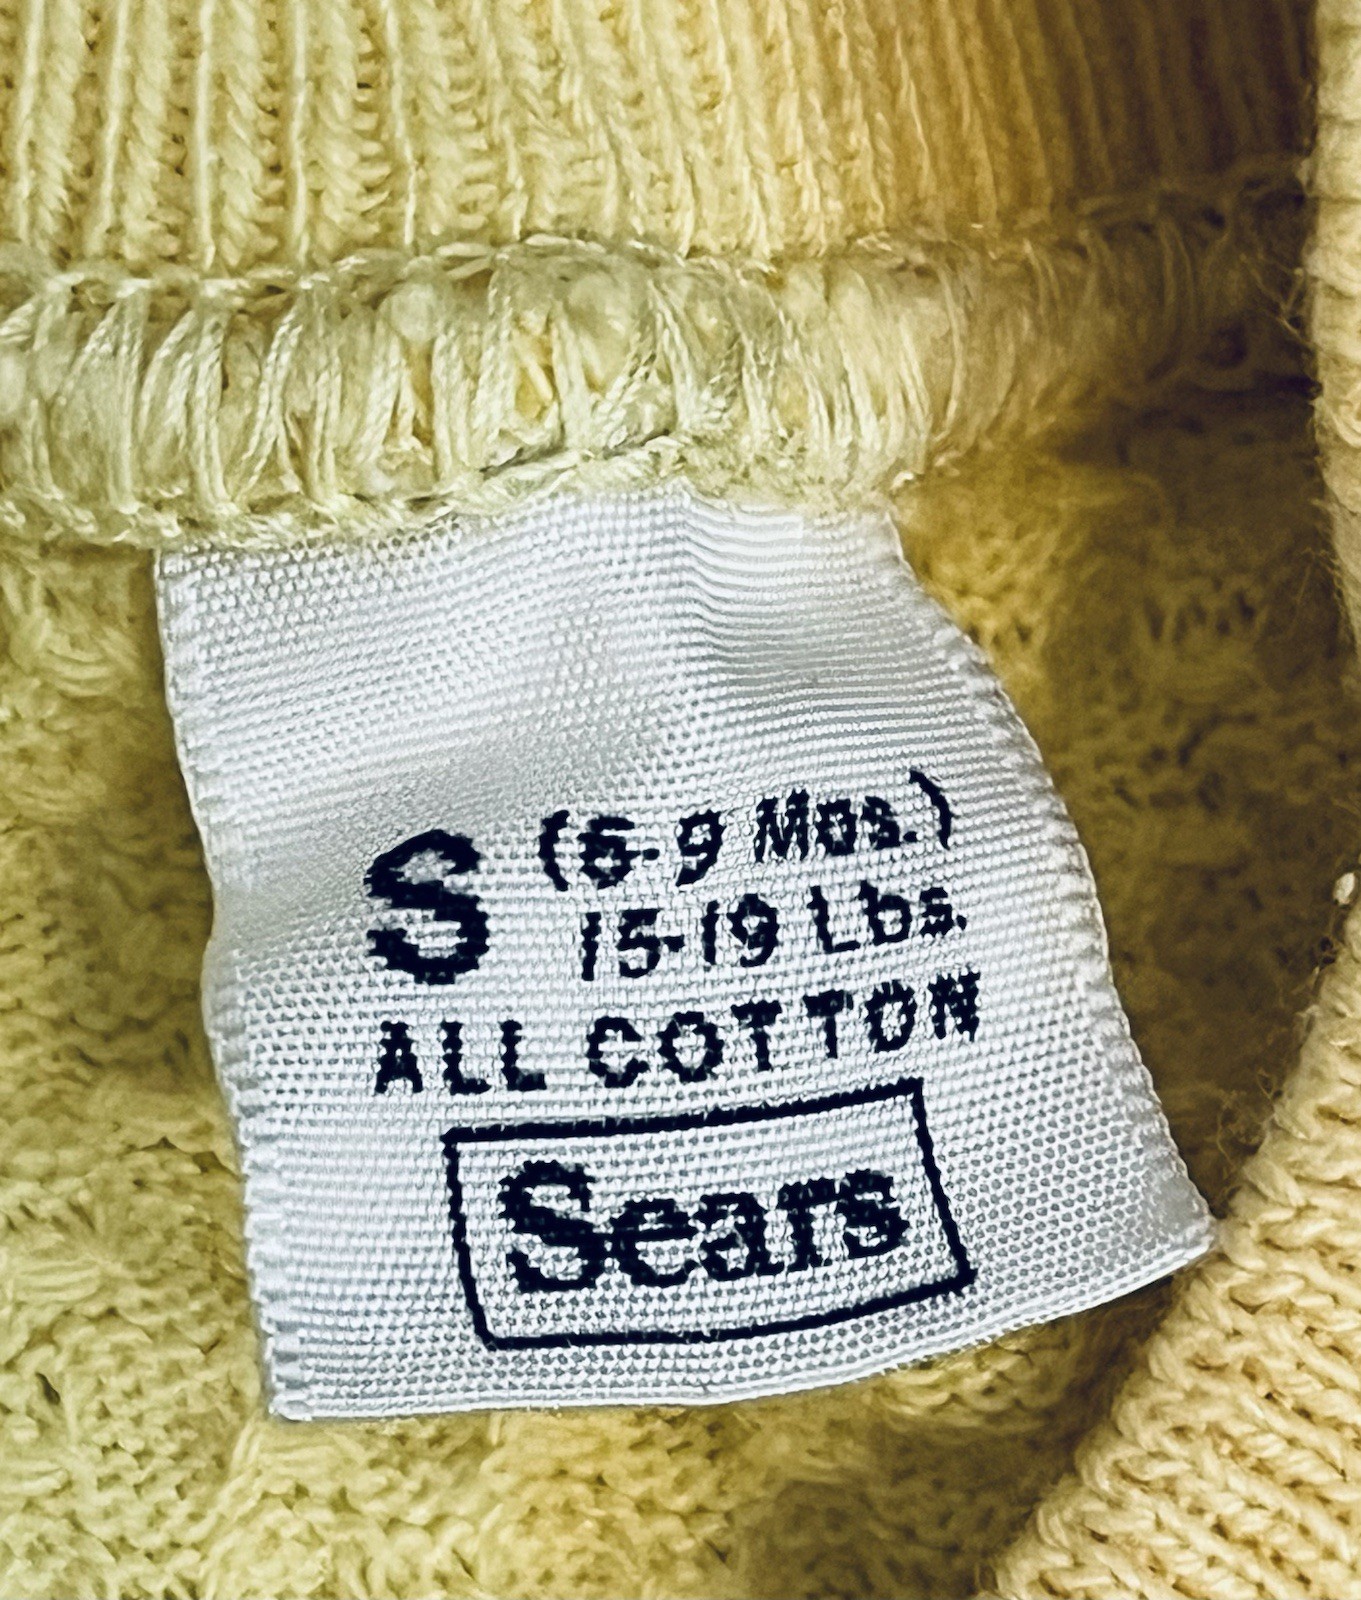 S (6-9 Mos.)
15-19 Lbs.
ALL COTTON
Sears